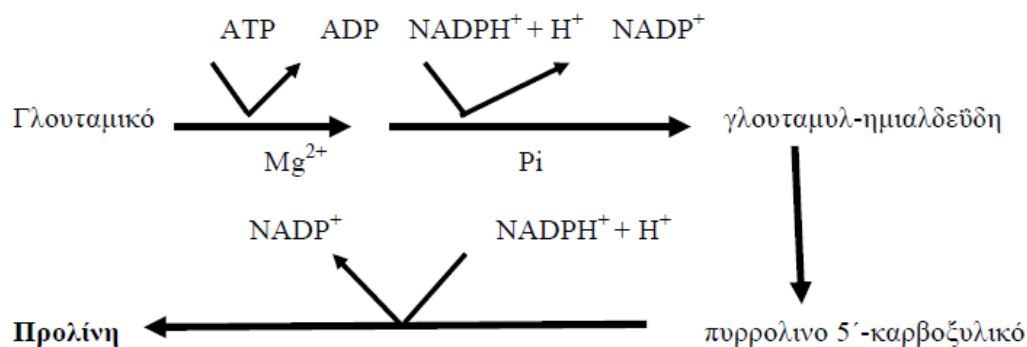 ATP ADP NADPH⁺ + H⁺ NADP⁺
Γλουταμικό γλουταμυλ-ημιαλδεΰδη
Mg²⁺ Pi
NADP⁺ NADPH⁺ + H⁺
Προλίνη πυρρολινο 5΄-καρβοξυλικό